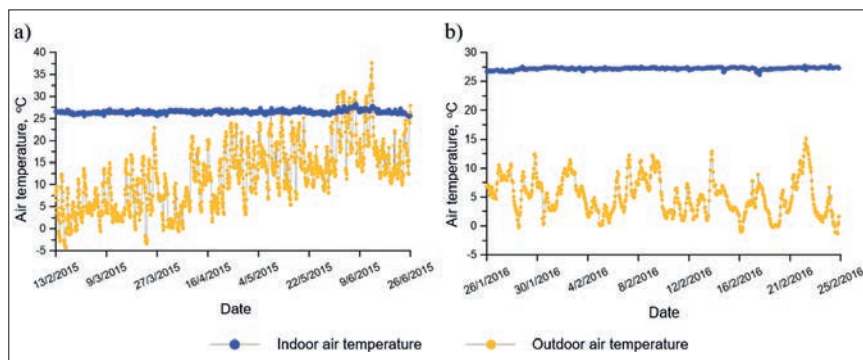 a)
Air temperature, ºC
40
35
30
25
20
15
10
5
0
-5
13/2/2015 9/3/2015 27/3/2015 16/4/2015 4/5/2015 22/5/2015 9/6/2015 26/6/2015
Date
b)
Air temperature, ºC
30
25
20
15
10
5
0
-5
26/1/2016 30/1/2016 4/2/2016 8/2/2016 12/2/2016 16/2/2016 21/2/2016 25/2/2016
Date
Indoor air temperature Outdoor air temperature